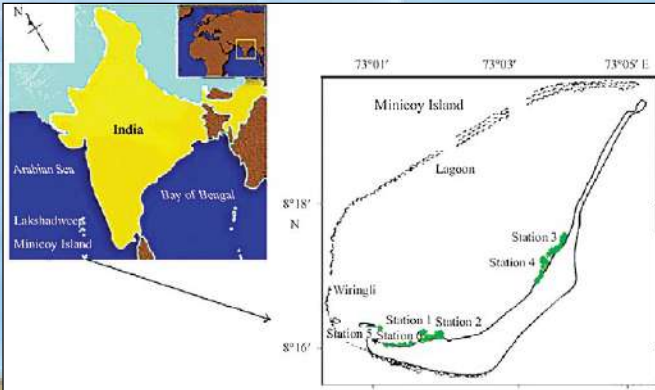 N
India
Arabian Sea
Bay of Bengal
Lakshadweep
Minicoy Island
73°01′
73°03′
73°05′ E
Minicoy Island
Lagoon
8°18′
N
Station 3
Station 4
Wiringli
Station 1
Station 2
Station 5
Station
8°16′